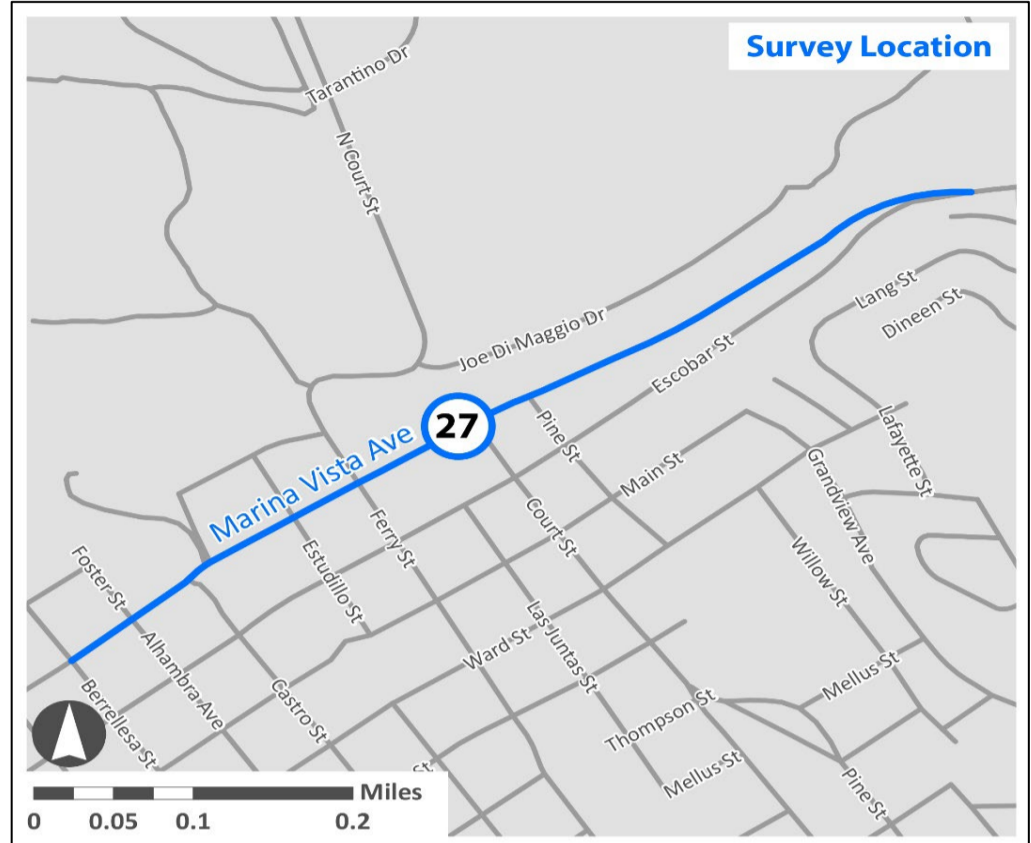 Survey Location
Tarantino Dr
N Court St
Lang St
Dineen St
Joe Di Maggio Dr
Escobar St
27
Pine St
Marina Vista Ave
Main St
Lafayette St
Grandview Ave
Ferry St
Court St
Estudillo St
Willow St
Foster St
Las Juntas St
Ward St
Alhambra Ave
Mellus St
Castro St
Berrellesa St
Thompson St
Mellus St
Pine St
ct
Miles
0 0.05 0.1 0.2